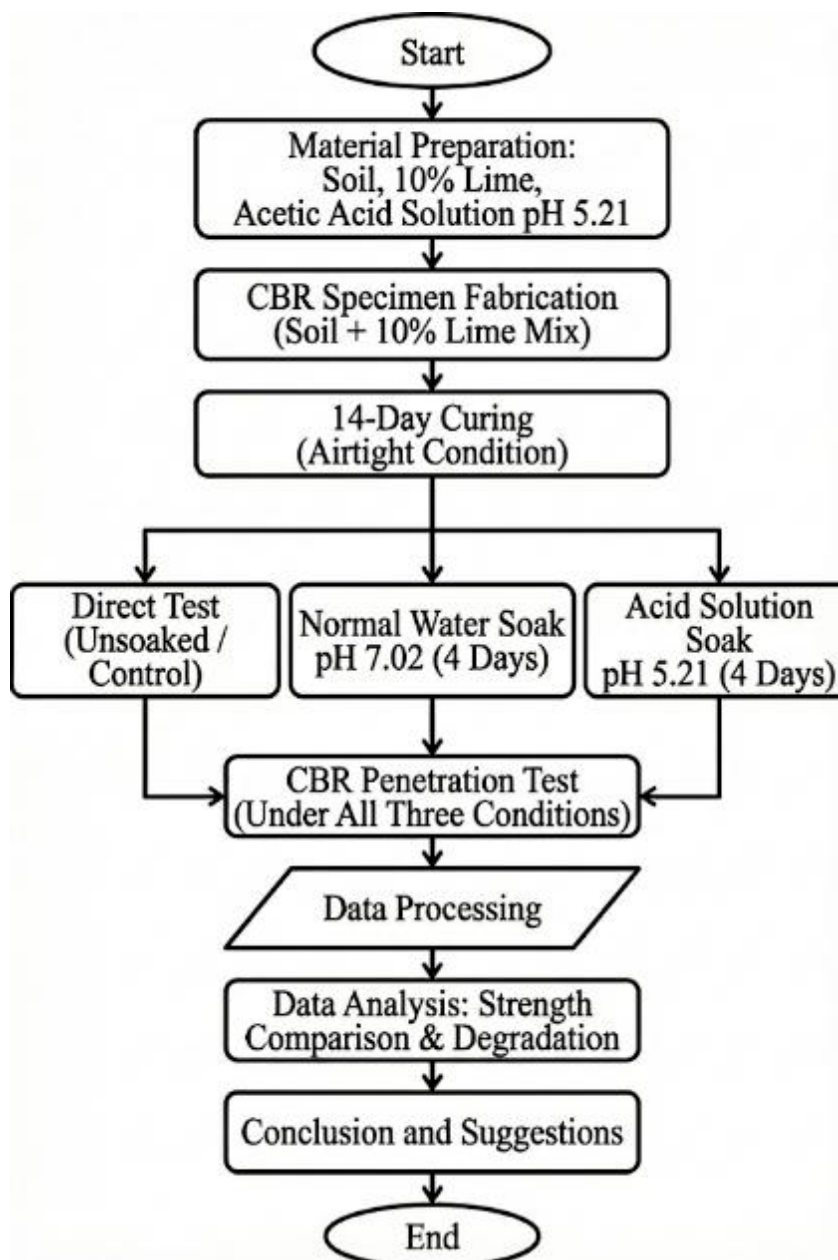 Start
Material Preparation:
Soil, 10% Lime,
Acetic Acid Solution pH 5.21
CBR Specimen Fabrication
(Soil + 10% Lime Mix)
14-Day Curing
(Airtight Condition)
Direct Test
(Unsoaked /
Control)
Normal Water Soak
pH 7.02 (4 Days)
Acid Solution
Soak
pH 5.21 (4 Days)
CBR Penetration Test
(Under All Three Conditions)
Data Processing
Data Analysis: Strength
Comparison & Degradation
Conclusion and Suggestions
End